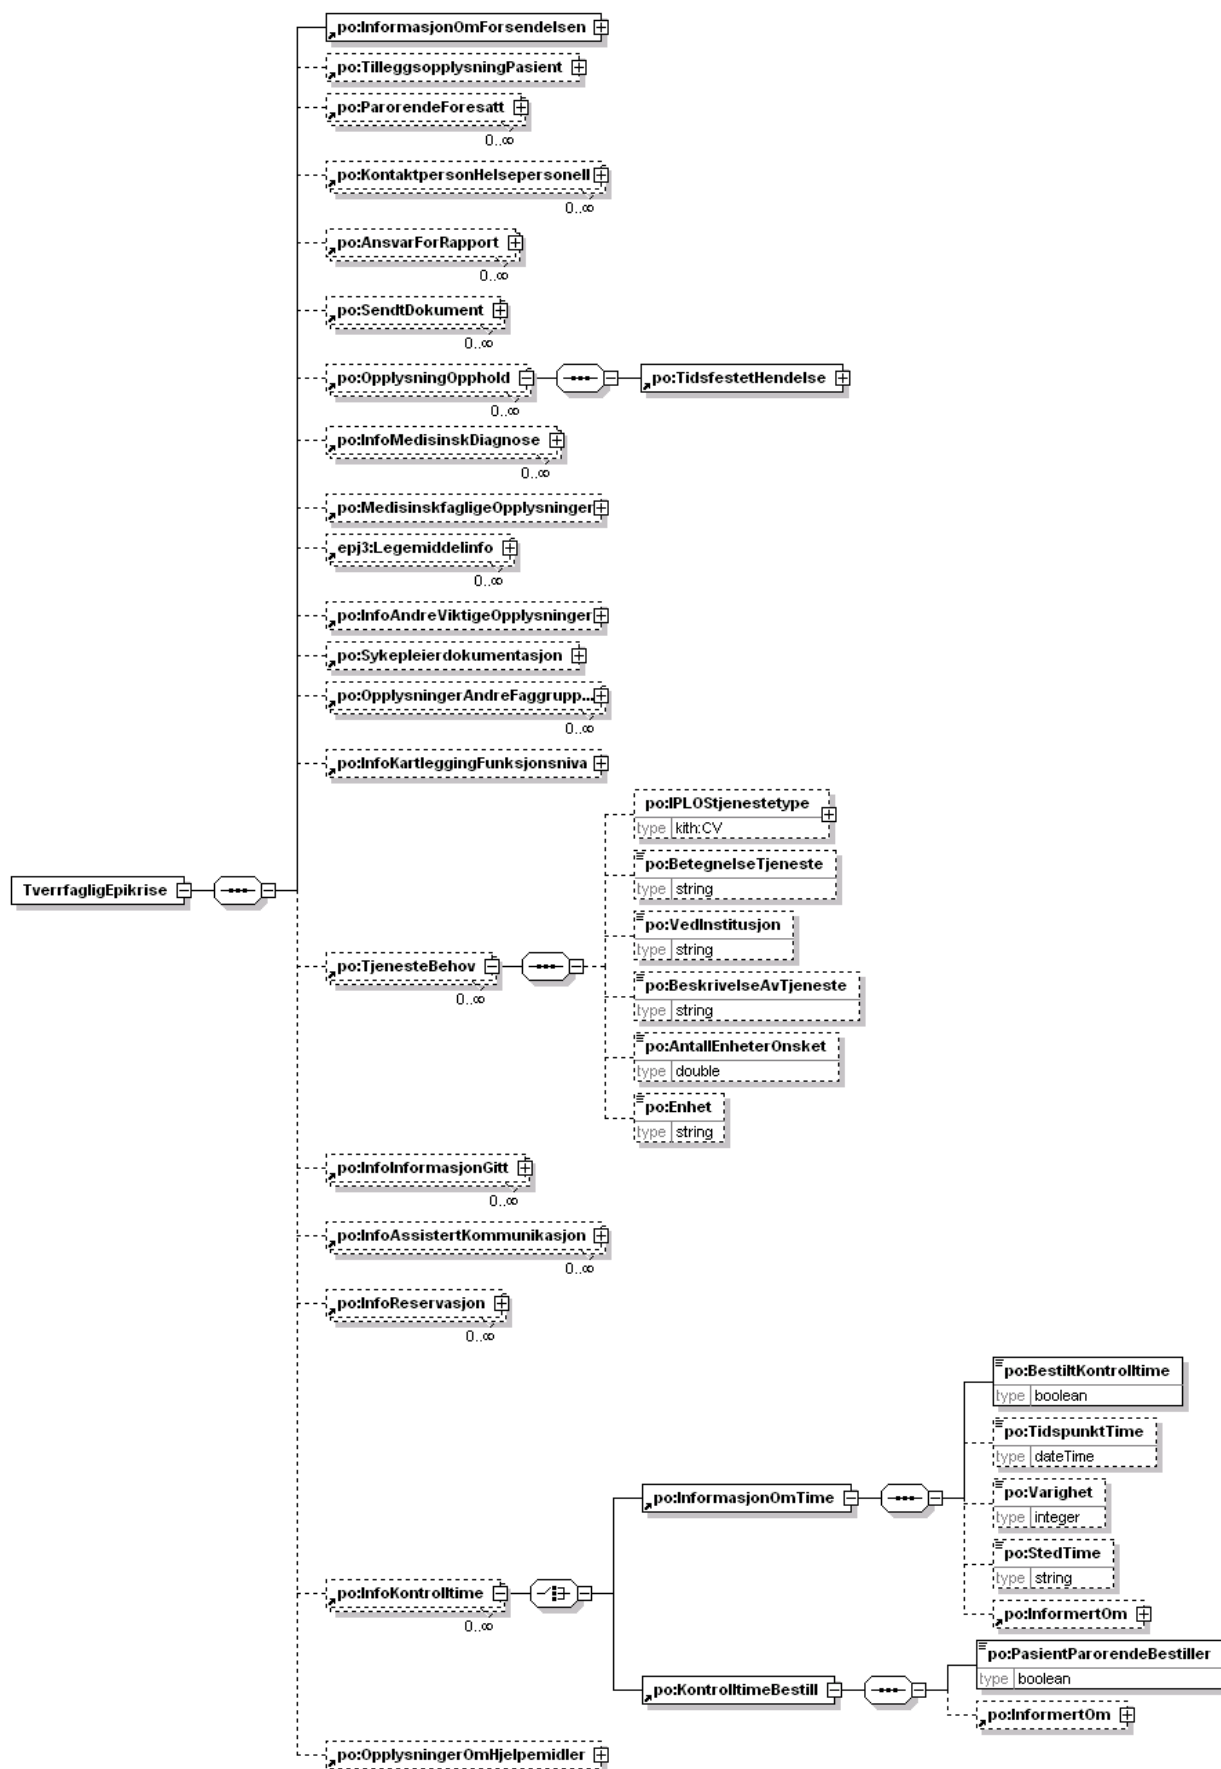 po:InformasjonOmForsendelsen
po:TilleggsopplysningPasient
po:ParorendeForesatt
0..∞
po:KontaktpersonHelsepersonell
0..∞
po:AnsvarForRapport
0..∞
po:SendtDokument
0..∞
po:OpplysningOpphold
po:TidsfestetHendelse
0..∞
po:InfoMedisinskDiagnose
0..∞
po:MedisinskfagligeOpplysninger
epj3:Legemiddelinfo
0..∞
po:InfoAndreViktigeOpplysninger
po:Sykepleierdokumentasjon
po:OpplysningerAndreFaggrupp...
0..∞
po:InfoKartleggingFunksjonsniva
TverrfagligEpikrise
po:TjenesteBehov
0..∞
po:IPLOStjenestetype
type kith:CV
po:BetegnelseTjeneste
type string
po:VedInstitusjon
type string
po:BeskrivelseAvTjeneste
type string
po:AntallEnheterOnsket
type double
po:Enhet
type string
po:InfoInformasjonGitt
0..∞
po:InfoAssistertKommunikasjon
0..∞
po:InfoReservasjon
0..∞
po:InfoKontrolltime
0..∞
po:InformasjonOmTime
po:BestiltKontrolltime
type boolean
po:TidspunktTime
type dateTime
po:Varighet
type integer
po:StedTime
type string
po:InformertOm
po:KontrolltimeBestill
po:PasientParorendeBestiller
type boolean
po:InformertOm
po:OpplysningerOmHjelpemidler